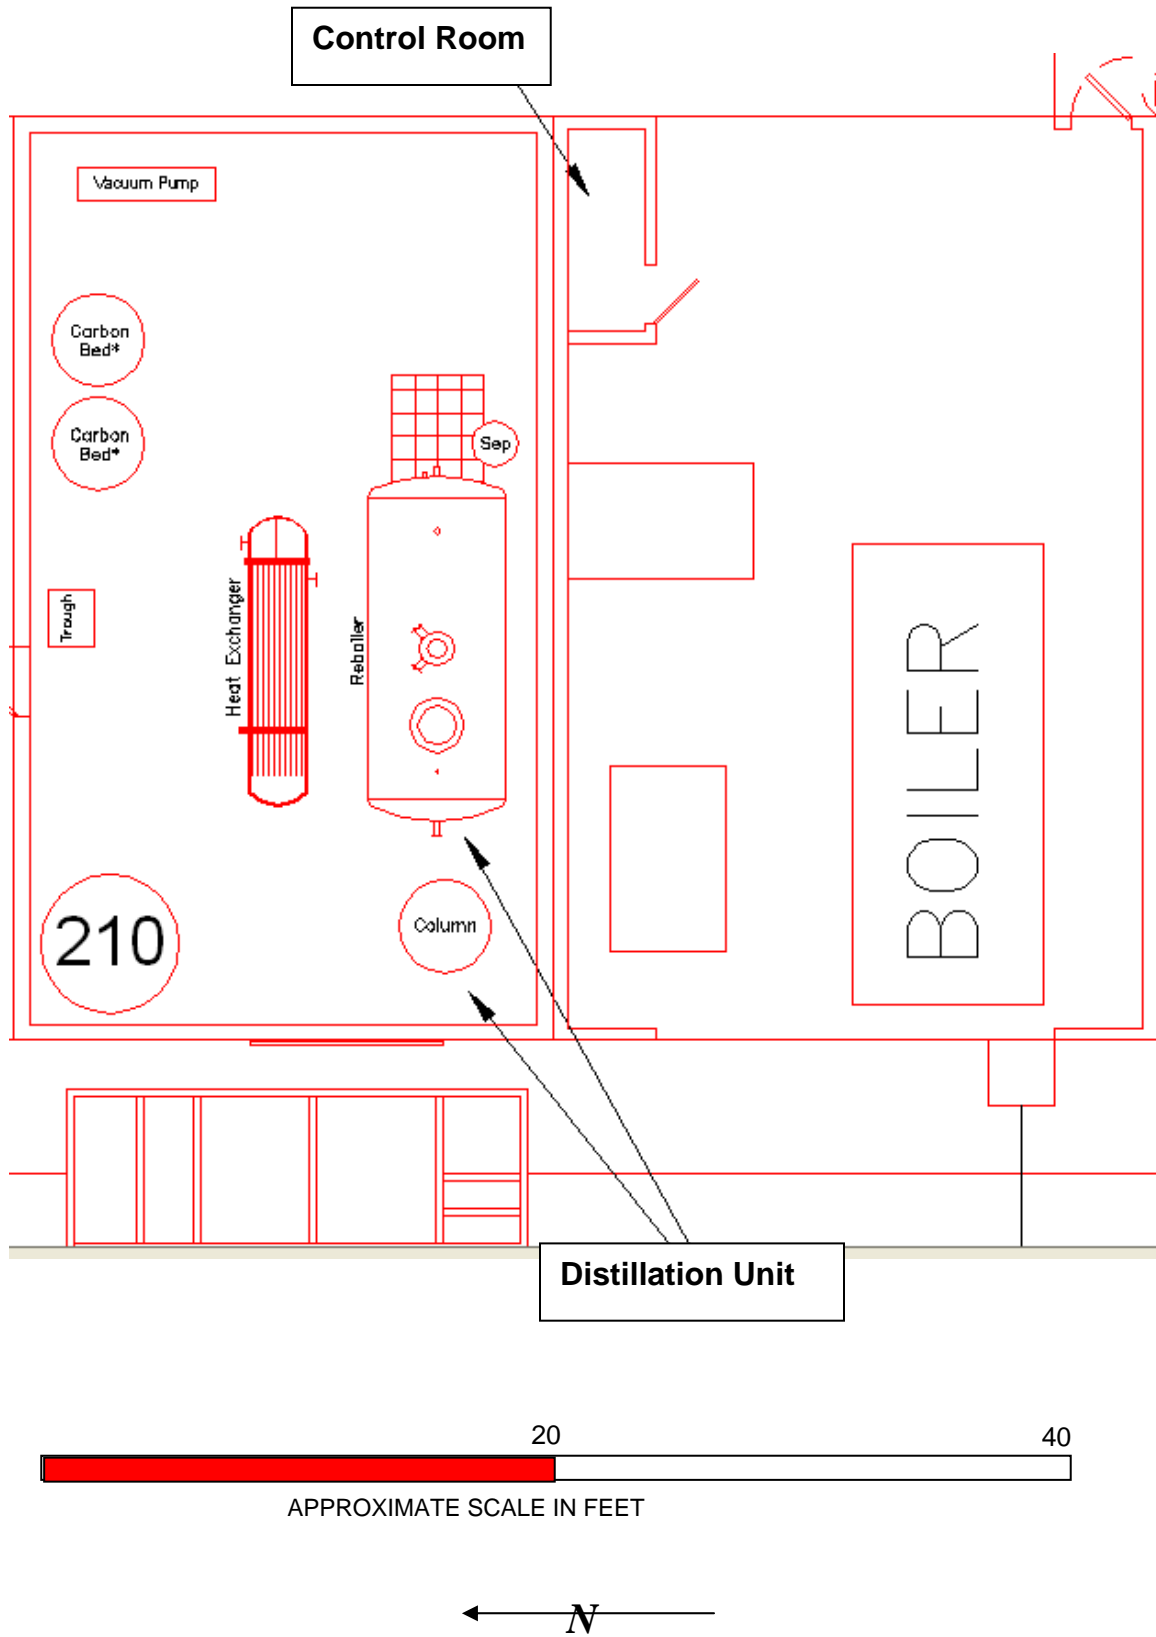 Control Room
Vacuum Pump
Carbon
Bed*
Carbon
Bed*
Sep
Trough
Heat Exchanger
Reboiler
BOILER
210
Column
Distillation Unit
20
40
APPROXIMATE SCALE IN FEET
N